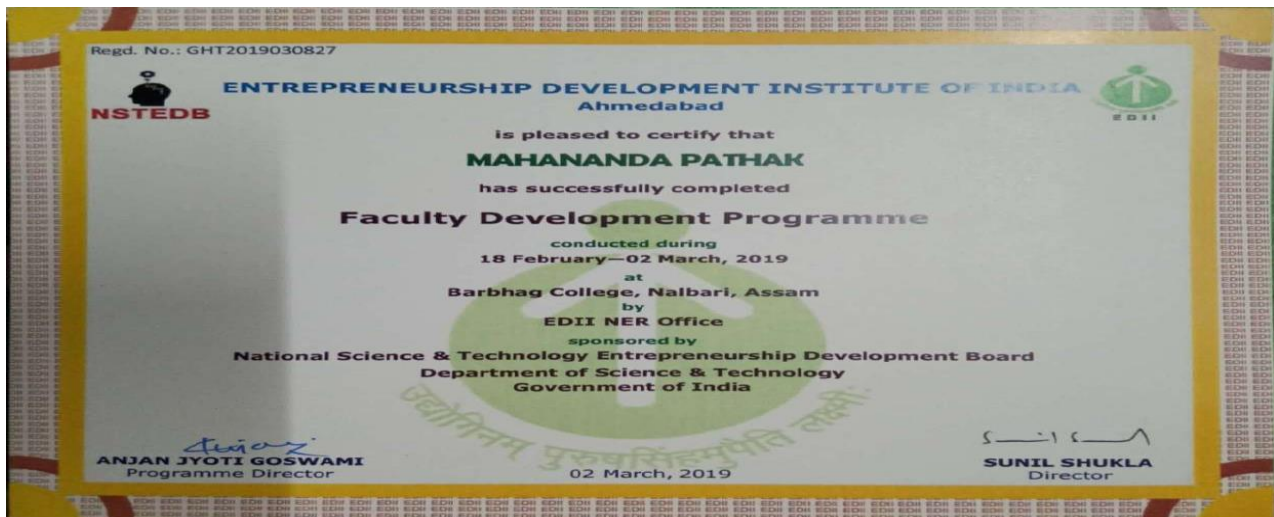 Regd. No.: GHT2019030827
NSTEDB
ENTREPRENEURSHIP DEVELOPMENT INSTITUTE OF INDIA
EDII
Ahmedabad
is pleased to certify that
MAHANANDA PATHAK
has successfully completed
Faculty Development Programme
conducted during
18 February—02 March, 2019
at
Barbhag College, Nalbari, Assam
by
EDII NER Office
sponsored by
National Science & Technology Entrepreneurship Development Board
Department of Science & Technology
Government of India
उद्योगिनम् पुरुषसिंहमुपैति लक्ष्मीः
ANJAN JYOTI GOSWAMI
Programme Director
02 March, 2019
SUNIL SHUKLA
Director